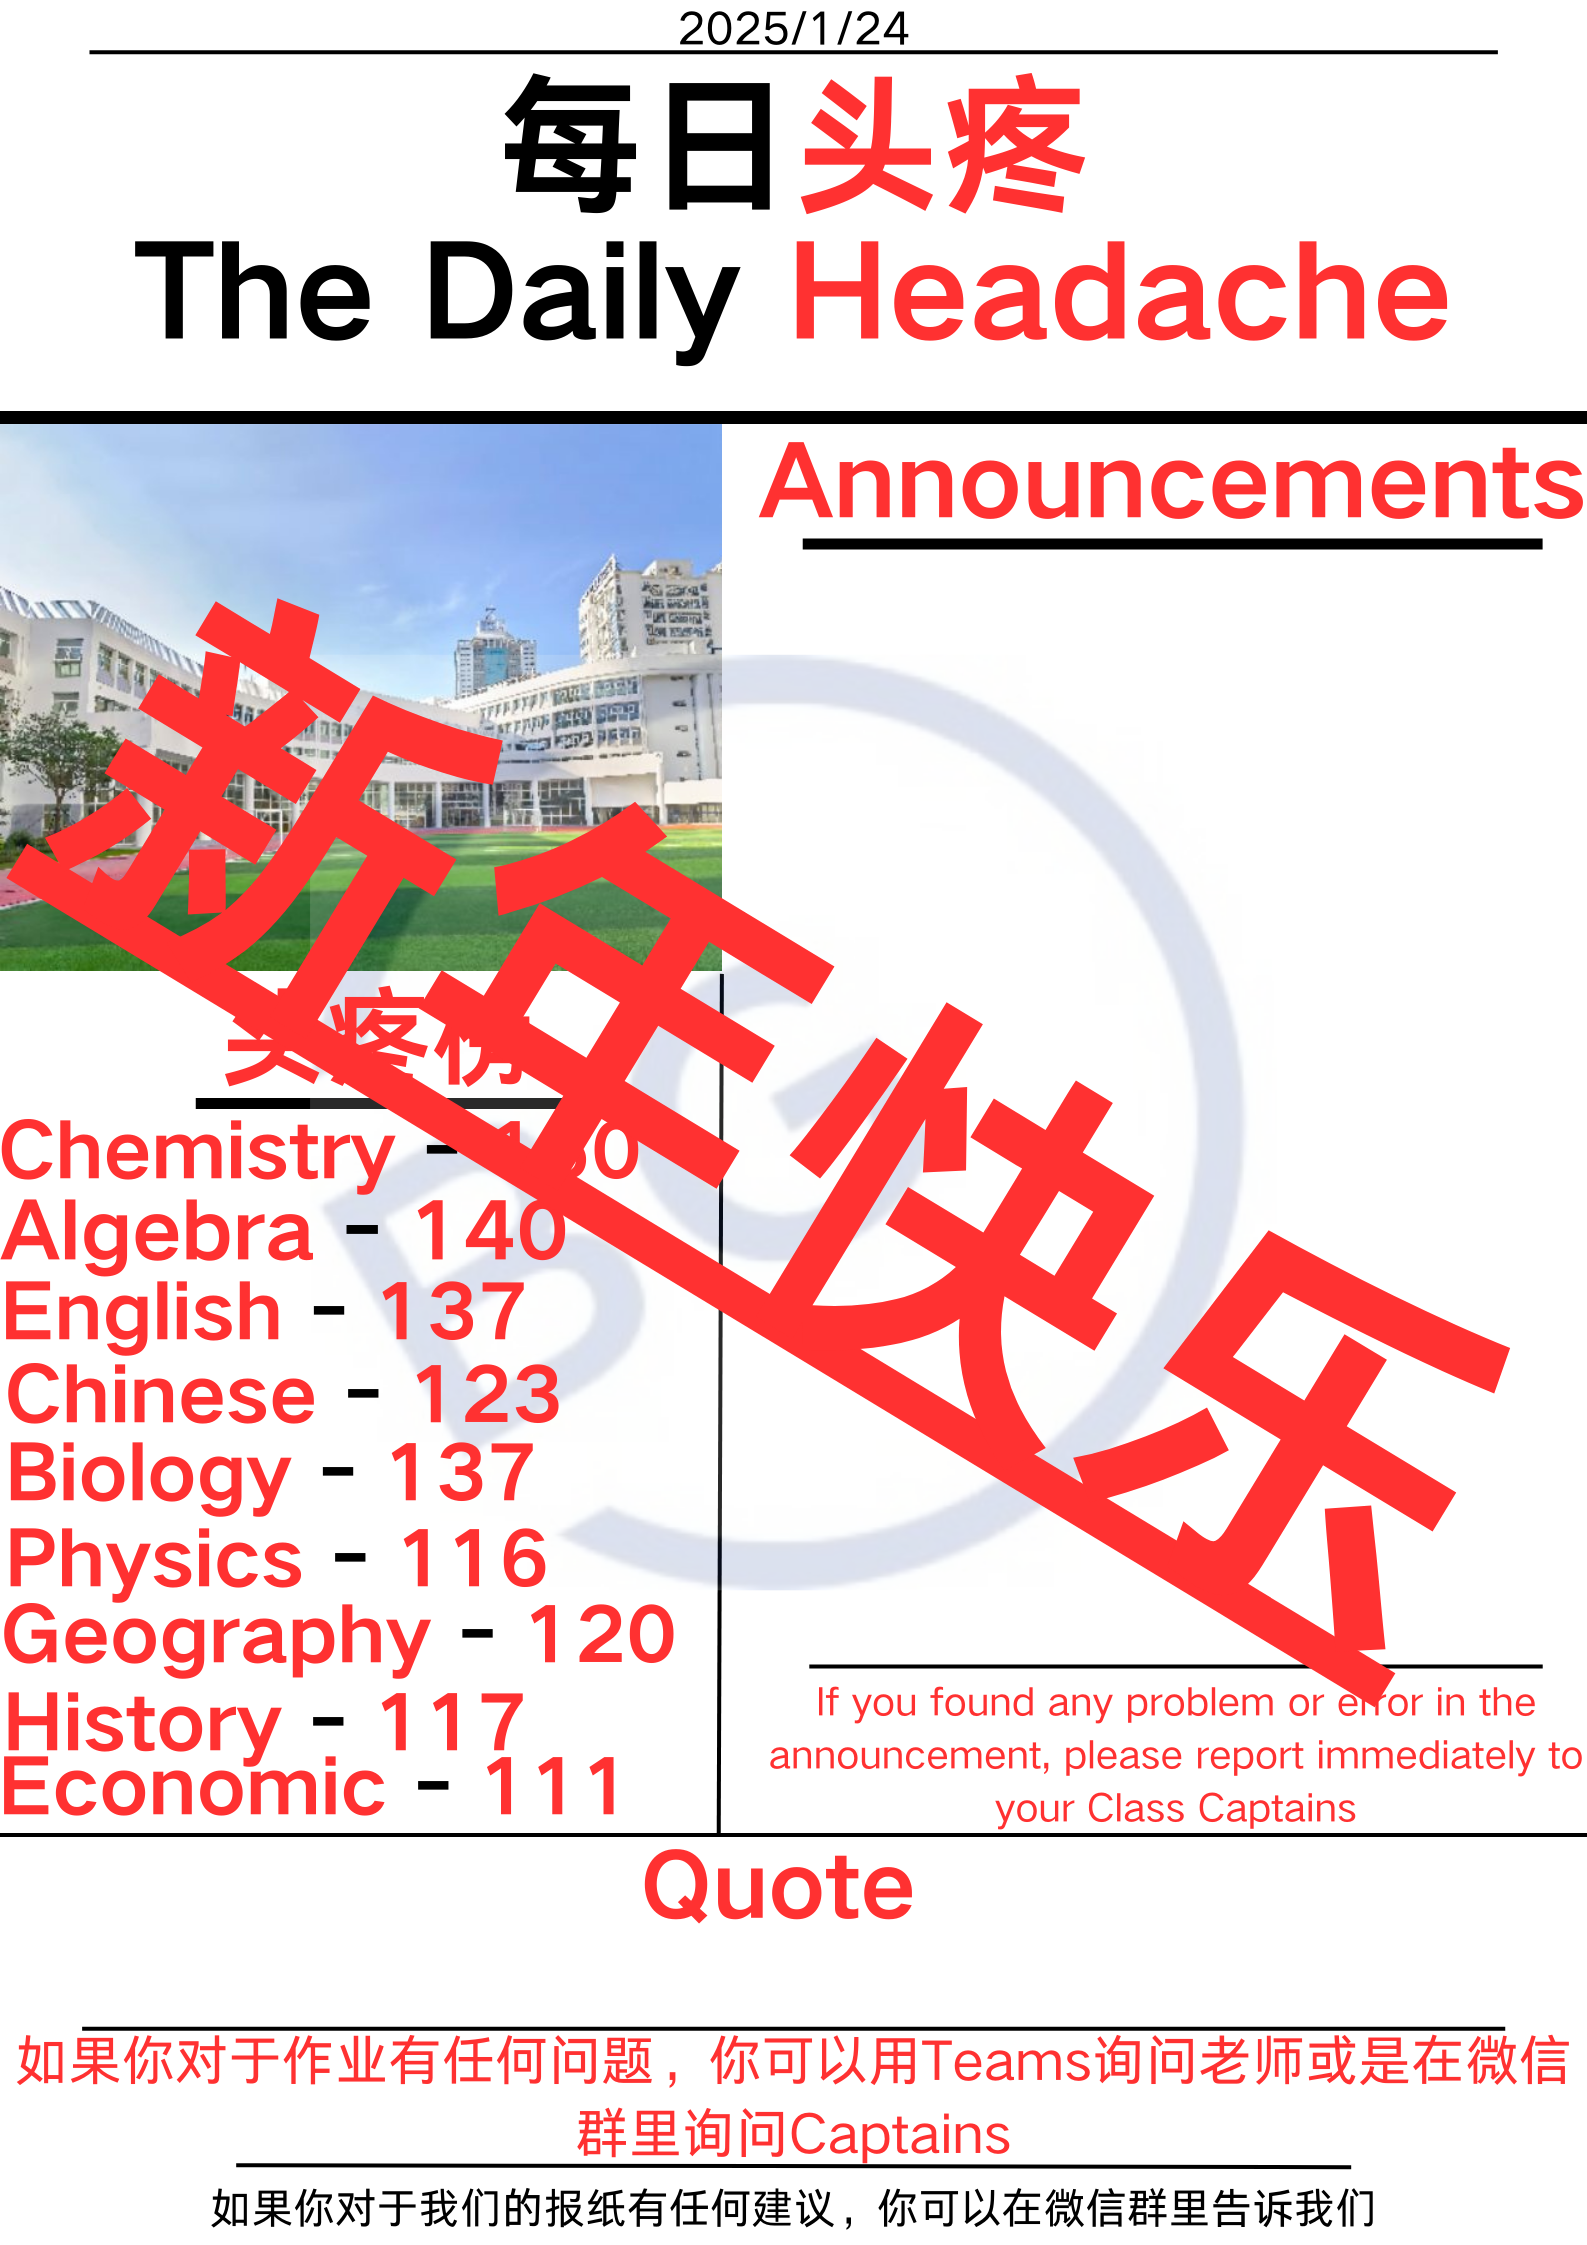 2025/1/24
每日头疼
The Daily Headache
Announcements
新年快乐
头疼榜
Chemistry -
Algebra - 140
English - 137
Chinese - 123
Biology - 137
Physics - 116
Geography - 120
History - 117
Economic - 111
If you found any problem or error in the
announcement, please report immediately to
your Class Captains
Quote
如果你对于作业有任何问题，你可以用Teams询问老师或是在微信
群里询问Captains
如果你对于我们的报纸有任何建议，你可以在微信群里告诉我们